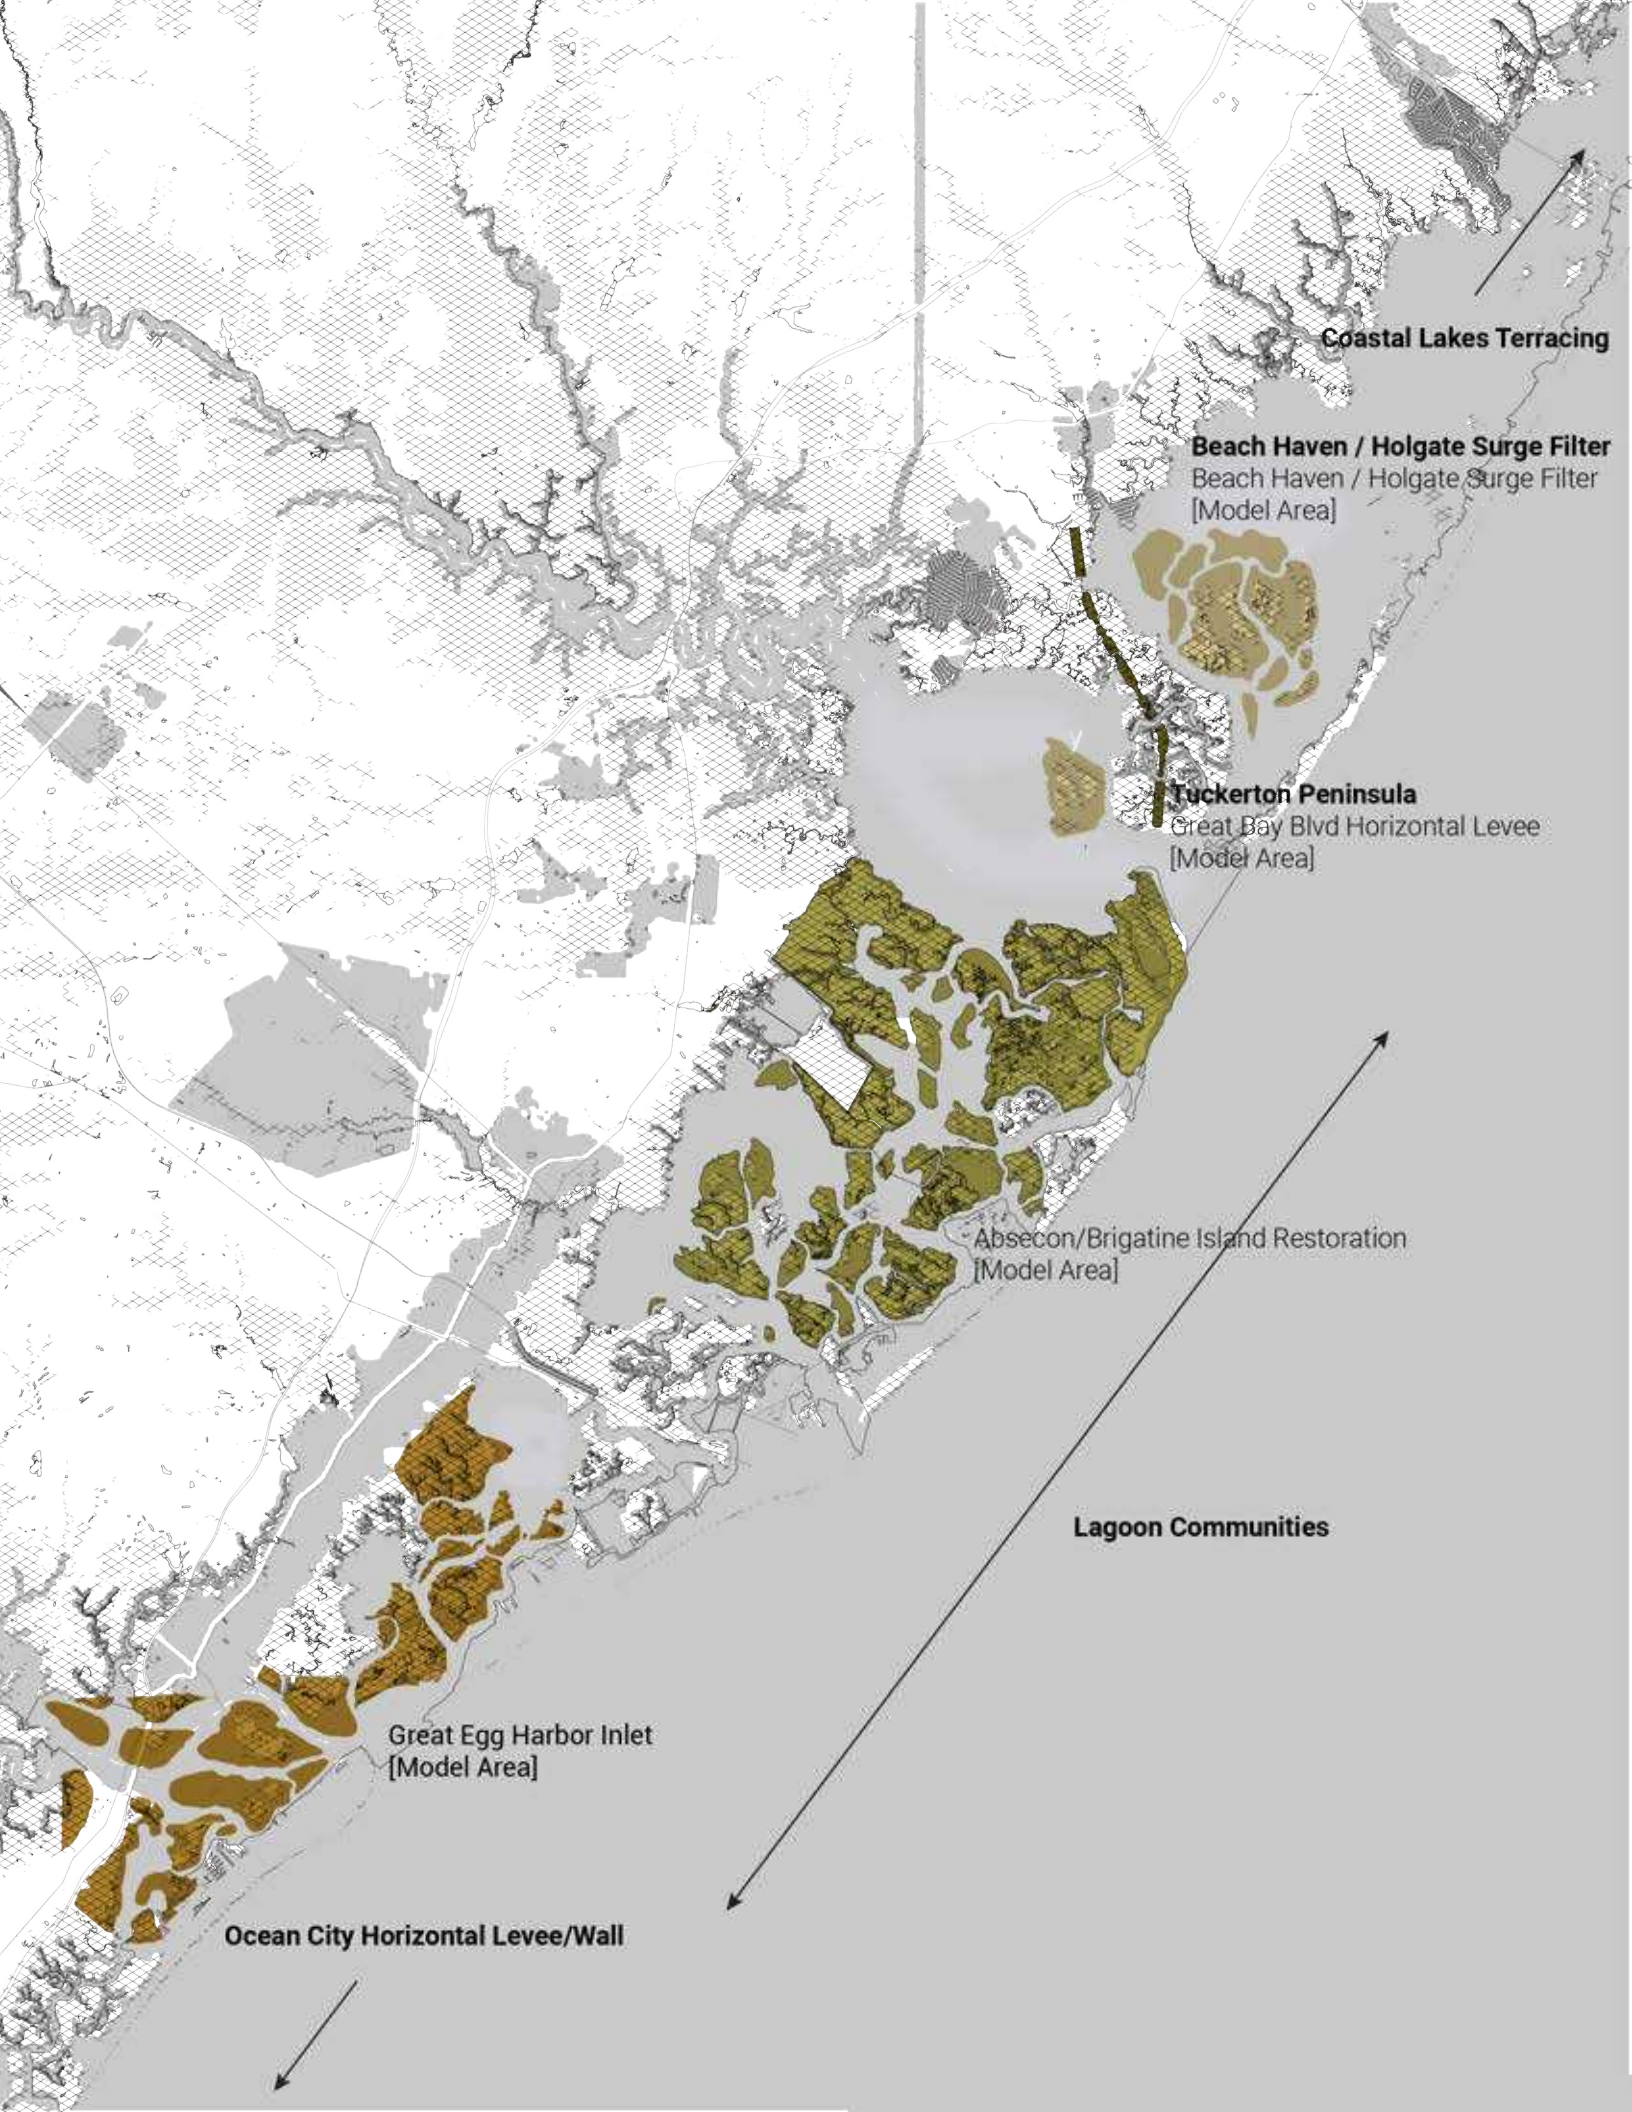 Coastal Lakes Terracing
Beach Haven / Holgate Surge Filter
Beach Haven / Holgate Surge Filter
[Model Area]
Tuckerton Peninsula
Great Bay Blvd Horizontal Levee
[Model Area]
Absecon/Brigatine Island Restoration
[Model Area]
Lagoon Communities
Great Egg Harbor Inlet
[Model Area]
Ocean City Horizontal Levee/Wall